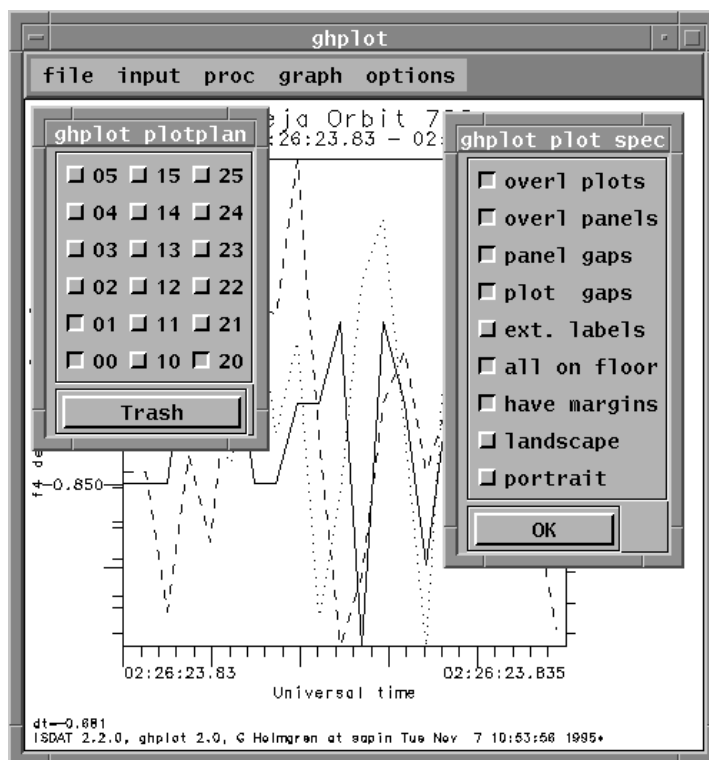 ghplot
file input proc graph options
eja Orbit 7
:26:23.83 – 02:
ghplot plotplan
05 15 25
04 14 24
03 13 23
02 12 22
01 11 21
00 10 20
Trash
ghplot plot spec
overl plots
overl panels
panel gaps
plot gaps
ext. labels
all on floor
have margins
landscape
portrait
OK
f4 de
-0.850
02:26:23.83 02:26:23.835
Universal time
dt=-0.681
ISDAT 2.2.0, ghplot 2.0, G Holmgren at sapin Tue Nov 7 10:53:56 1995*